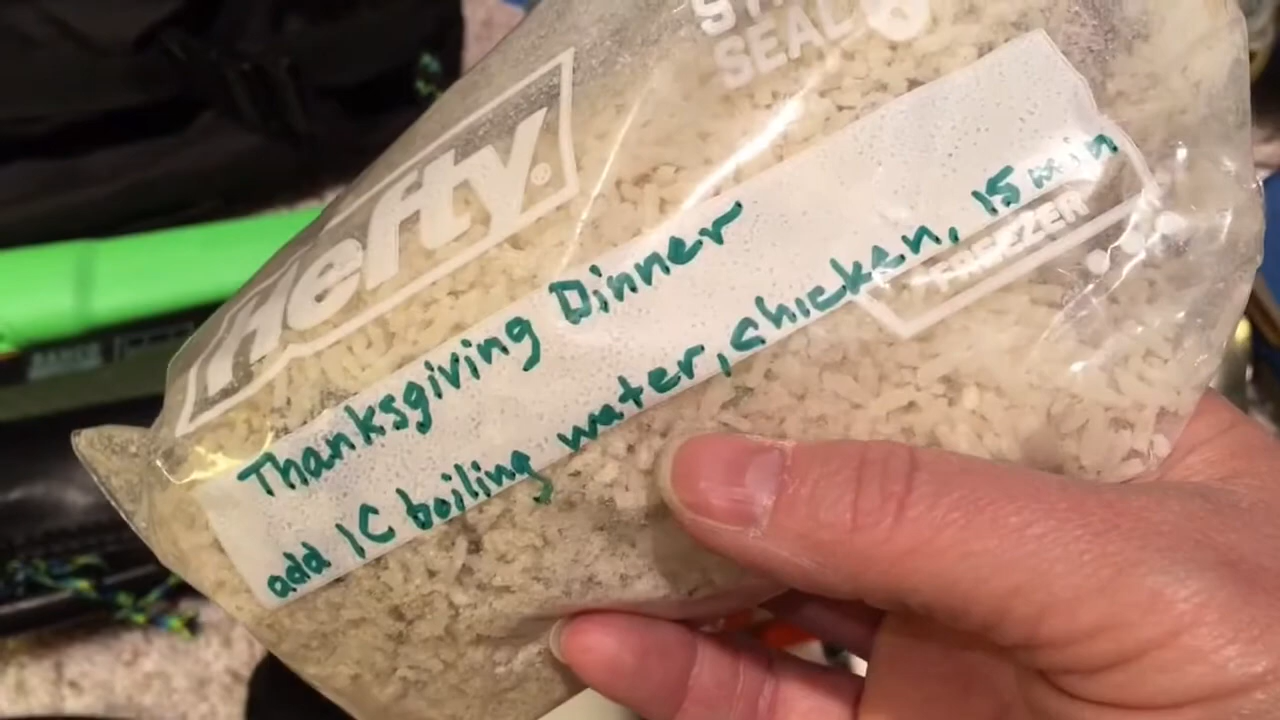 SEAL
Hefty®
Thanksgiving Dinner
add 1C boiling water, chicken, 15 min
FREEZER